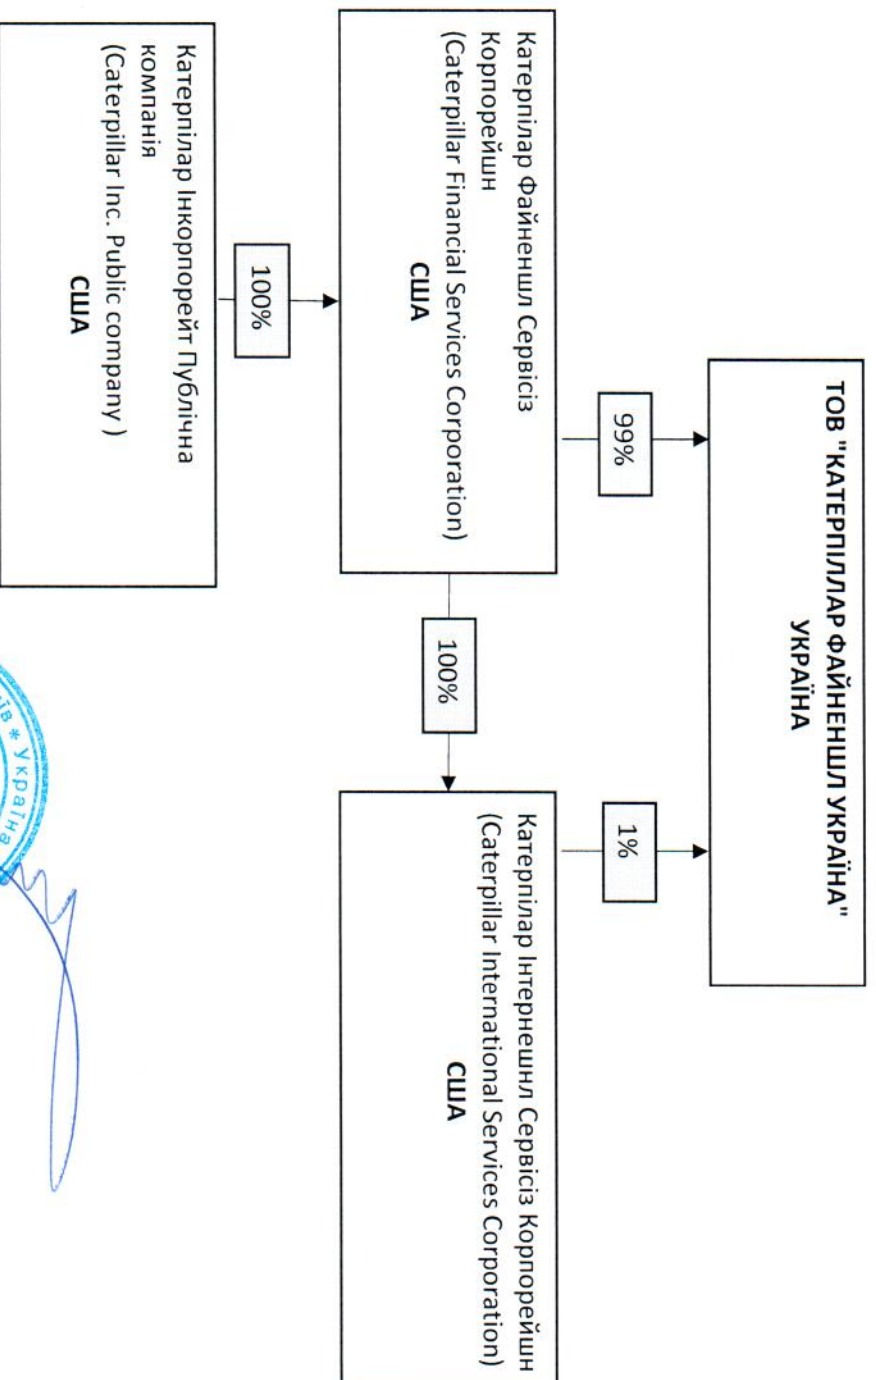 ТОВ "КАТЕРПІЛЛАР ФАЙНЕНШЛ УКРАЇНА"
УКРАЇНА
99%
1%
Катерпілар Файненшл Сервісіз
Корпорейшн
(Caterpillar Financial Services Corporation)
США
100%
Катерпілар Інтернешнл Сервісіз Корпорейшн
(Caterpillar International Services Corporation)
США
100%
Катерпілар Інкорпорейт Публічна
компанія
(Caterpillar Inc. Public company )
США
* Україна